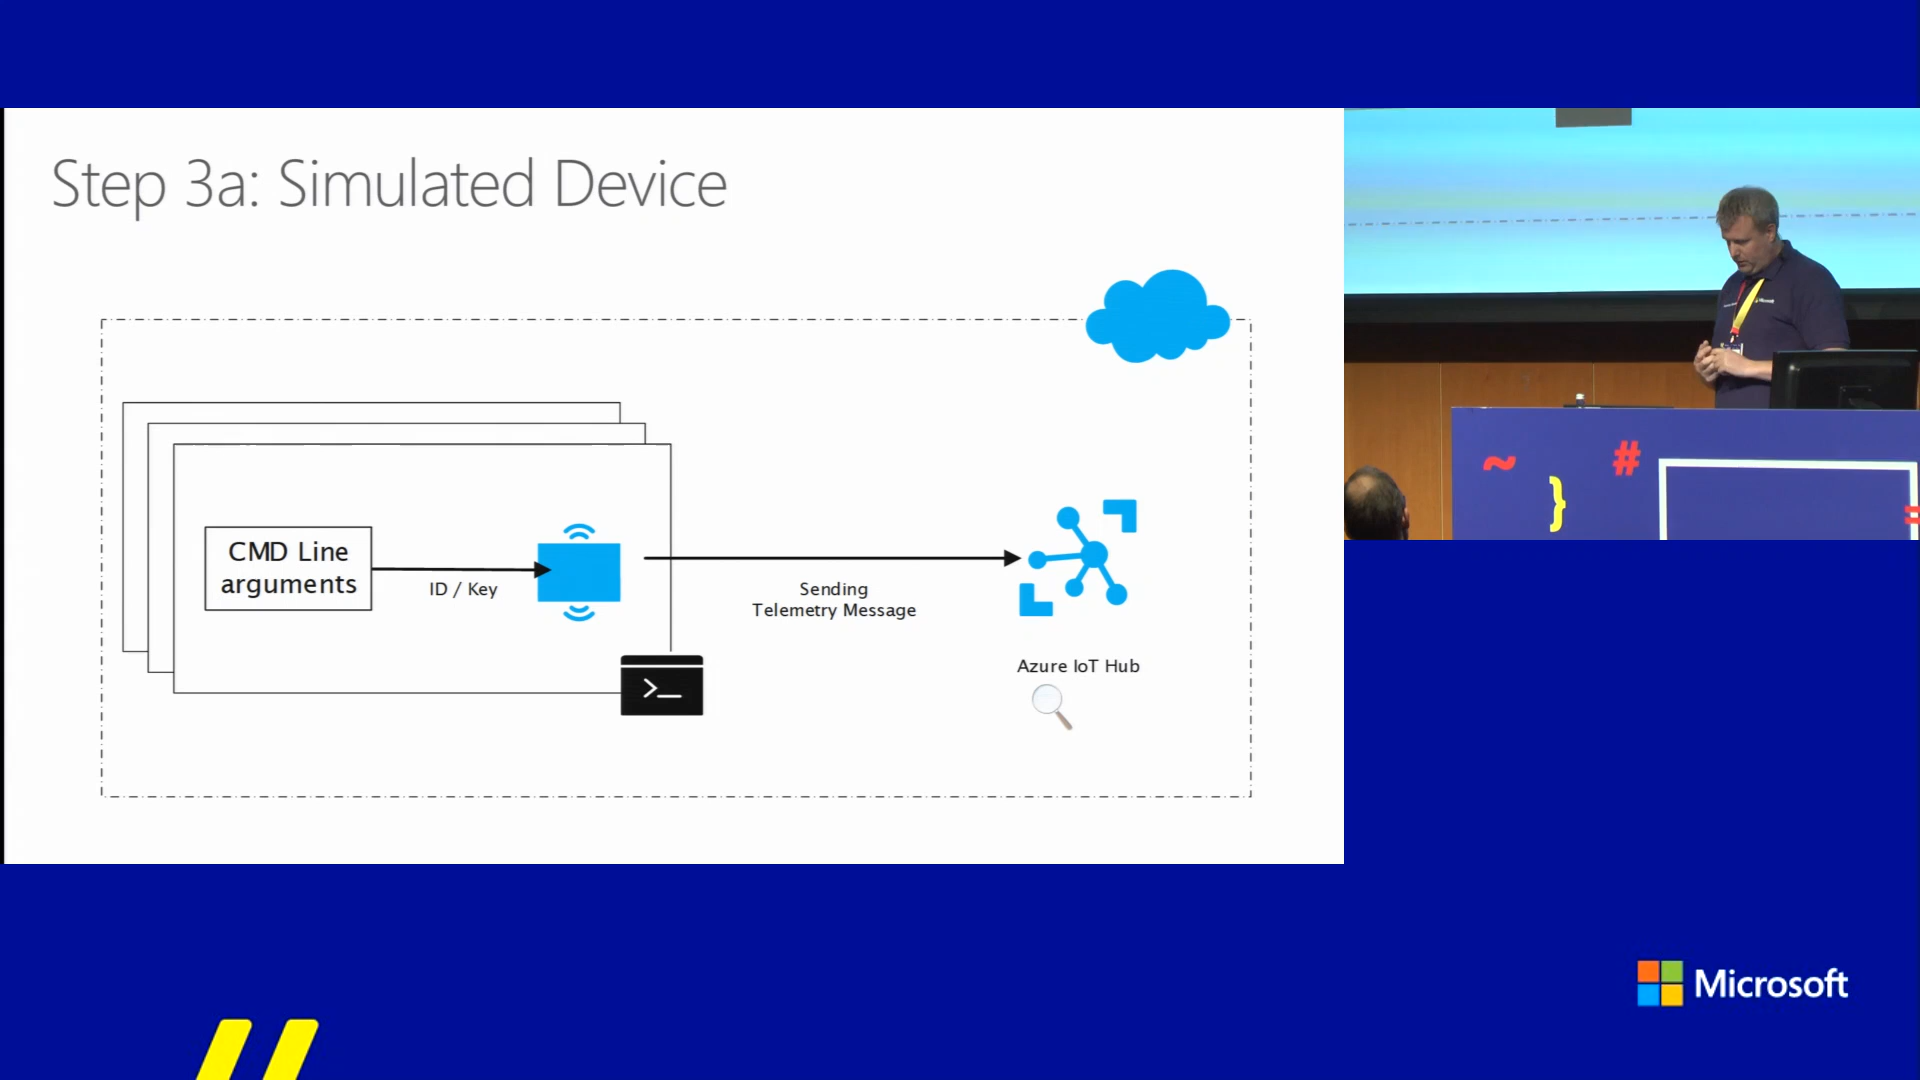 Step 3a: Simulated Device
CMD Line
arguments
ID / Key
>_
Sending
Telemetry Message
Azure IoT Hub
~
#
}
=
Microsoft